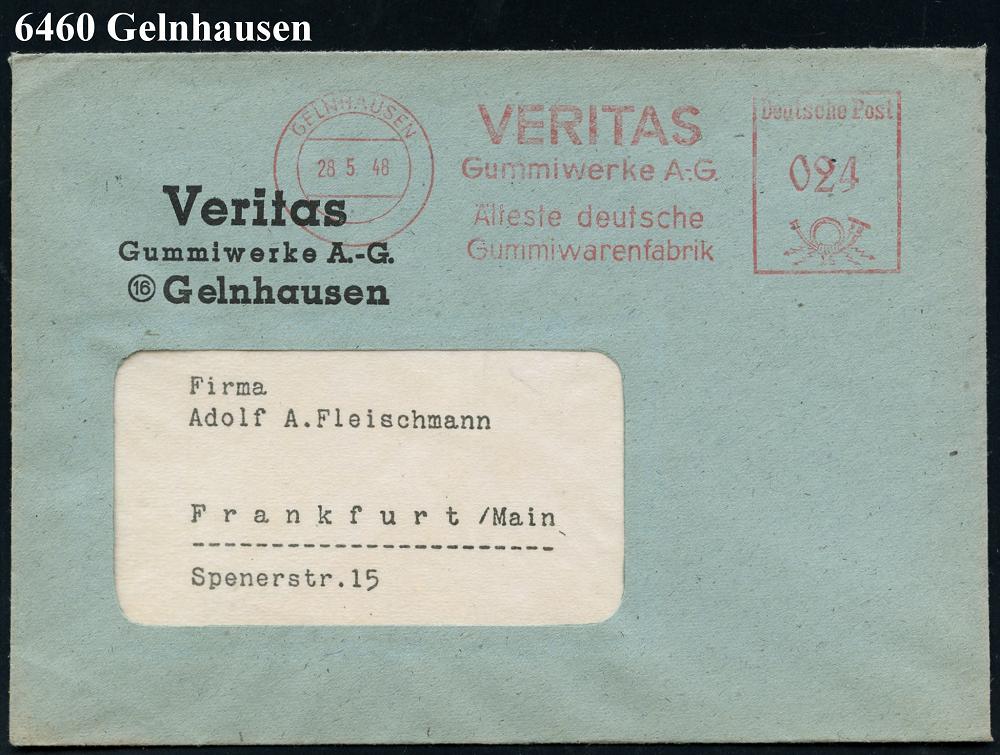 6460 Gelnhausen
GELNHAUSEN
28 5 48
VERITAS
Gummiwerke A.-G.
Älteste deutsche
Gummiwarenfabrik
Deutsche Post
024
Veritas
Gummiwerke A.-G.
16 Gelnhausen
Firma
Adolf A.Fleischmann
F r a n k f u r t /Main
-----------------------
Spenerstr.15